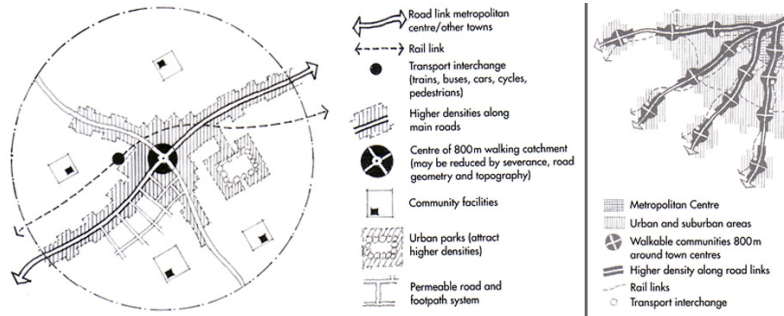 Road link metropolitan
centre/other towns
Rail link
Transport interchange
(trains, buses, cars, cycles,
pedestrians)
Higher densities along
main roads
Centre of 800m walking catchment
(may be reduced by severance, road
geometry and topography)
Community facilities
Urban parks (attract
higher densities)
Permeable road and
footpath system
Metropolitan Centre
Urban and suburban areas
Walkable communities 800m
around town centres
Higher density along road links
Rail links
Transport interchange